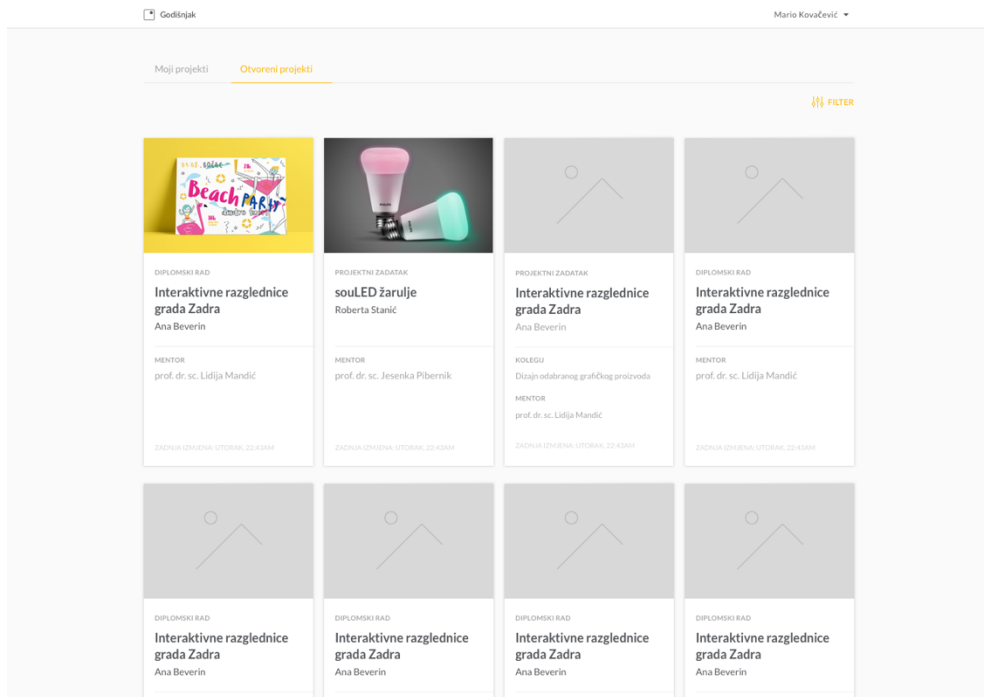 Godišnjak
Mario Kovačević
Moji projekti
Otvoreni projekti
FILTER
Beach PARTY
DIPLOMSKI RAD
Interaktivne razglednice
grada Zadra
Ana Beverin
MENTOR
prof. dr. sc. Lidija Mandić
ZADNJA IZMJENA: UTORAK, 22:43AM
PROJEKTNI ZADATAK
souLED žarulje
Roberta Stanić
MENTOR
prof. dr. sc. Jesenka Pibernik
ZADNJA IZMJENA: UTORAK, 22:43AM
PROJEKTNI ZADATAK
Interaktivne razglednice
grada Zadra
Ana Beverin
KOLEGU
Dizajn odabranog grafičkog proizvoda
MENTOR
prof. dr. sc. Lidija Mandić
ZADNJA IZMJENA: UTORAK, 22:43AM
DIPLOMSKI RAD
Interaktivne razglednice
grada Zadra
Ana Beverin
MENTOR
prof. dr. sc. Lidija Mandić
ZADNJA IZMJENA: UTORAK, 22:43AM
DIPLOMSKI RAD
Interaktivne razglednice
grada Zadra
Ana Beverin
DIPLOMSKI RAD
Interaktivne razglednice
grada Zadra
Ana Beverin
DIPLOMSKI RAD
Interaktivne razglednice
grada Zadra
Ana Beverin
DIPLOMSKI RAD
Interaktivne razglednice
grada Zadra
Ana Beverin